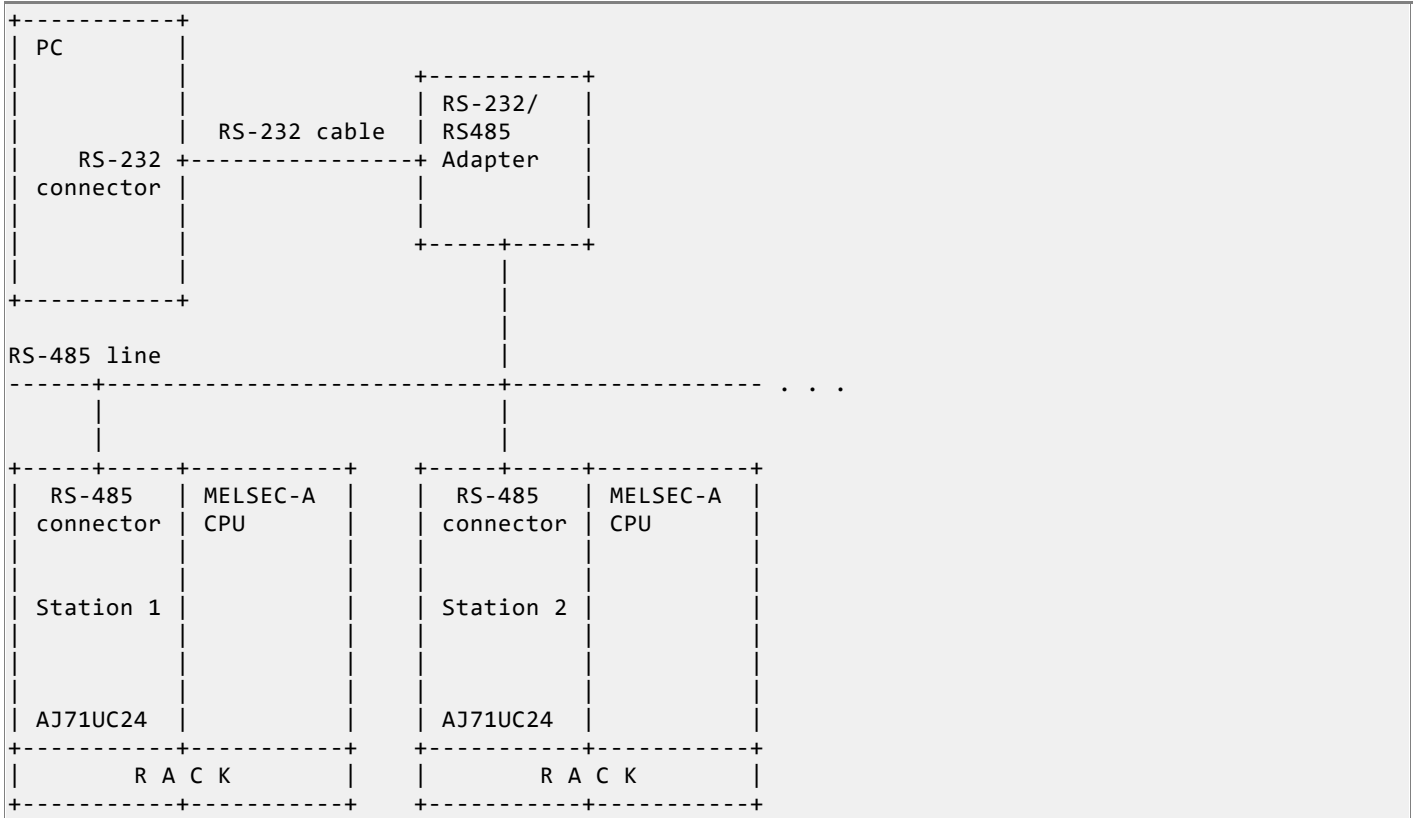 PC
RS-232/
RS-232 cable RS485
RS-232 Adapter
connector
RS-485 line
. . .
RS-485 MELSEC-A RS-485 MELSEC-A
connector CPU connector CPU
Station 1 Station 2
AJ71UC24 AJ71UC24
R A C K R A C K